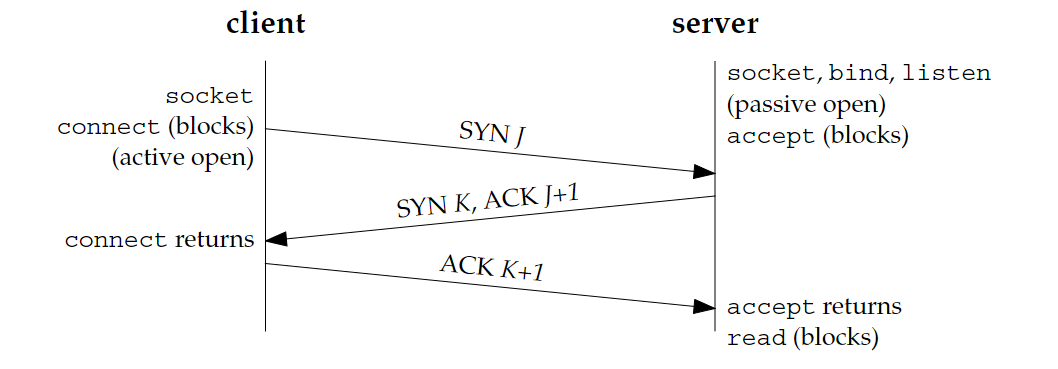 client
server
socket, bind, listen
(passive open)
accept (blocks)
socket
connect (blocks)
(active open)
SYN J
SYN K, ACK J+1
connect returns
ACK K+1
accept returns
read (blocks)